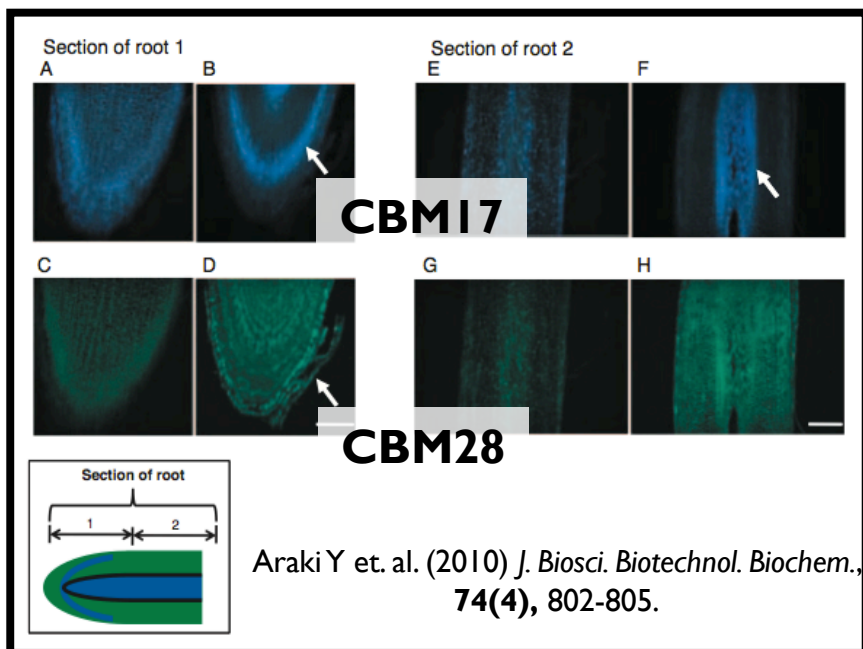 Section of root 1
Section of root 2
A
B
E
F
CBM17
C
D
G
H
CBM28
Section of root
1
2
Araki Y et. al. (2010) J. Biosci. Biotechnol. Biochem.,
74(4), 802-805.